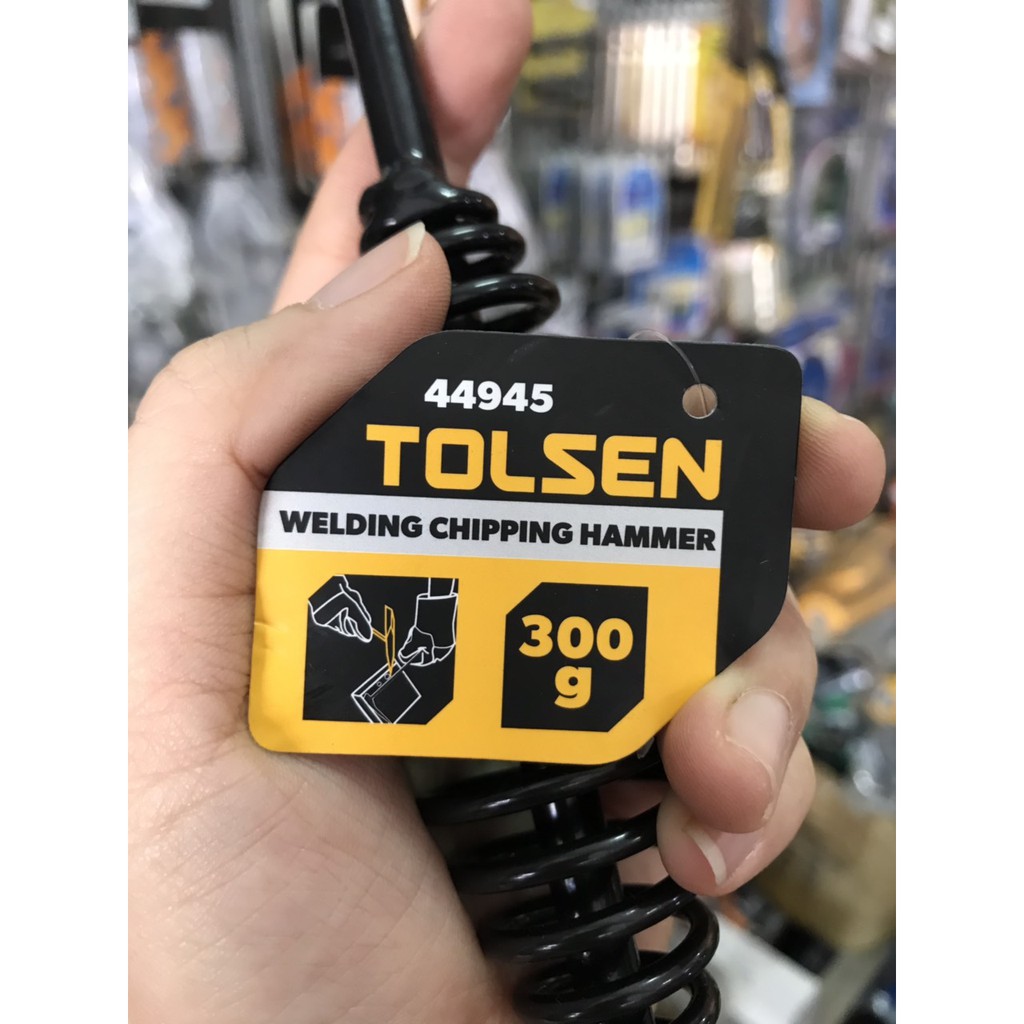 44945
TOLSEN
WELDING CHIPPING HAMMER
300
g